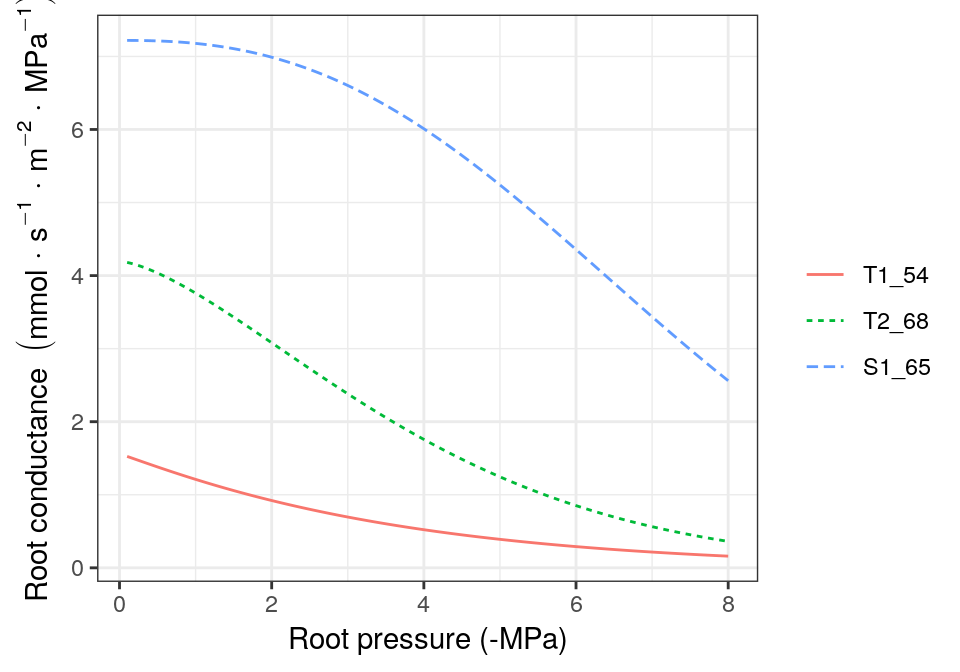 Root conductance (mmol · s⁻¹ · m⁻² · MPa⁻¹)
6
4
2
0
0 2 4 6 8
Root pressure (-MPa)
T1_54
T2_68
S1_65